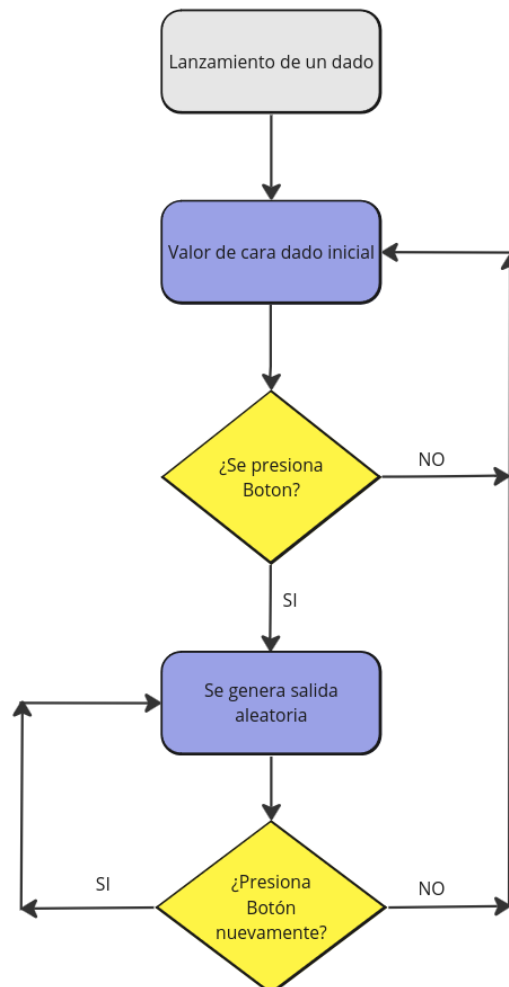 Lanzamiento de un dado
Valor de cara dado inicial
¿Se presiona
Boton?
NO
SI
Se genera salida
aleatoria
SI
¿Presiona
Botón
nuevamente?
NO